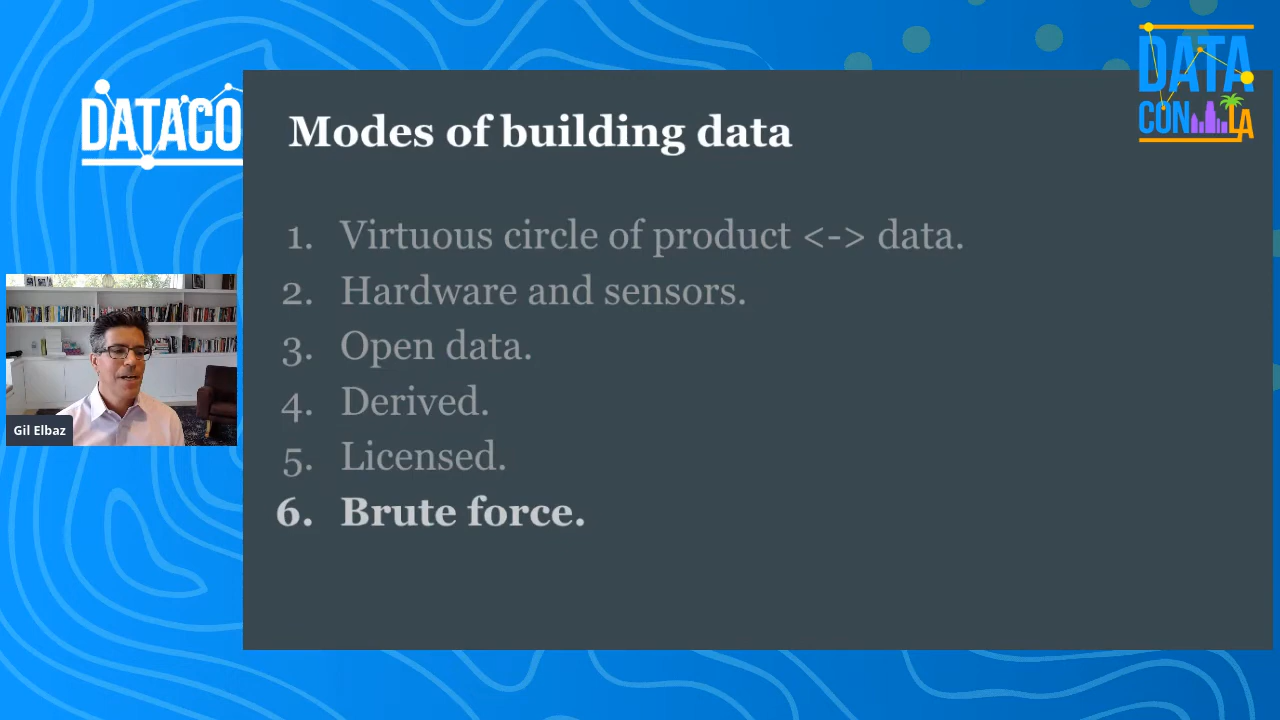 DATACO
DATA
CON LA
Modes of building data
1. Virtuous circle of product <-> data.
2. Hardware and sensors.
3. Open data.
4. Derived.
5. Licensed.
6. Brute force.
Gil Elbaz